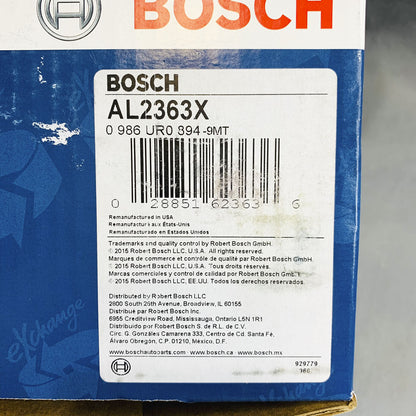 BOSCH
BOSCH
AL2363X
0 986 UR0 894 -9MT
0 28851 62363 6
Remanufactured in USA
Remanufacturé aux États-Unis
Remanufacturado en Estados Unidos
Trademarks and quality control by Robert Bosch GmbH.
© 2015 Robert Bosch LLC, U.S.A. All rights reserved.
Marques de commerce et contrôle de qualité par Robert Bosch GmbH.
© 2015 Robert Bosch LLC, U.S.A. Tous droits réservés.
Marcas comerciales y control de calidad por Robert Bosch GmbH.
© 2015 Robert Bosch LLC, EE.UU. Todos los derechos reservados.
Distributed by Robert Bosch LLC
2800 South 25th Avenue, Broadview, IL 60155
Distribué par Robert Bosch Inc.
6955 Creditview Road, Mississauga, Ontario L5N 1R1
Distribuido por Robert Bosch S. de R.L. de C.V.
Circuito G. Gonzáles Camarena 333, Centro de Cd. Santa Fé,
Álvaro Obregón, C.P. 01210, México, D.F.
www.boschautoparts.com www.bosch.ca www.bosch.mx
BOSCH
929779
eXchange